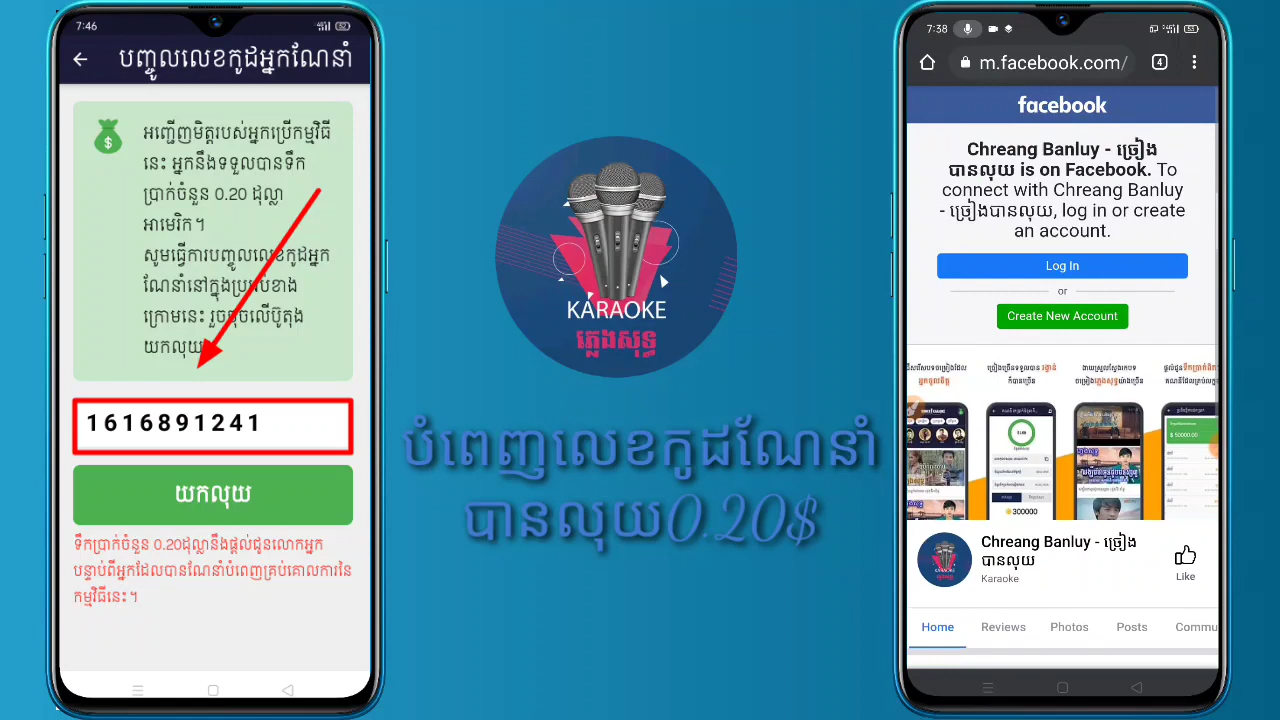 7:46
បញ្ចូលលេខកូដអ្នកណែនាំ
អញ្ជើញមិត្តរបស់អ្នកប្រើកម្មវិធី
នេះ អ្នកនឹងទទួលបានទឹក
ប្រាក់ចំនួន 0.20 ដុល្លា
អាមេរិក។
សូមធ្វើការបញ្ចូលលេខកូដអ្នក
ណែនាំនៅក្នុងប្រអប់ខាង
ក្រោមនេះ រួចចុចលើប៊ូតុង
យកលុយ
1616891241
យកលុយ
ទឹកប្រាក់ចំនួន 0.20ដុល្លានឹងផ្តល់ជូនលោកអ្នក
បន្ទាប់ពីអ្នកដែលបានណែនាំបំពេញគ្រប់គោលការនៃ
កម្មវិធីនេះ។
KARAOKE
ភ្លេងសុទ្ធ
បំពេញលេខកូដណែនាំ
បានលុយ0.20$
7:38
m.facebook.com/
4
facebook
Chreang Banluy - ច្រៀង
បានលុយ is on Facebook. To
connect with Chreang Banluy
- ច្រៀងបានលុយ, log in or create
an account.
Log In
or
Create New Account
$ 50000.00
300000
Chreang Banluy - ច្រៀង
បានលុយ
Karaoke
Like
Home Reviews Photos Posts Commu